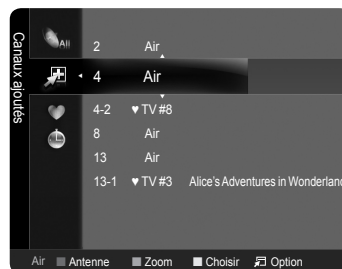 Canaux ajoutés
All
2 Air
4 Air
4-2 ♥ TV #8
8 Air
13 Air
13-1 ♥ TV #3 Alice's Adventures in Wonderland
Air Antenne Zoom Choisir Option